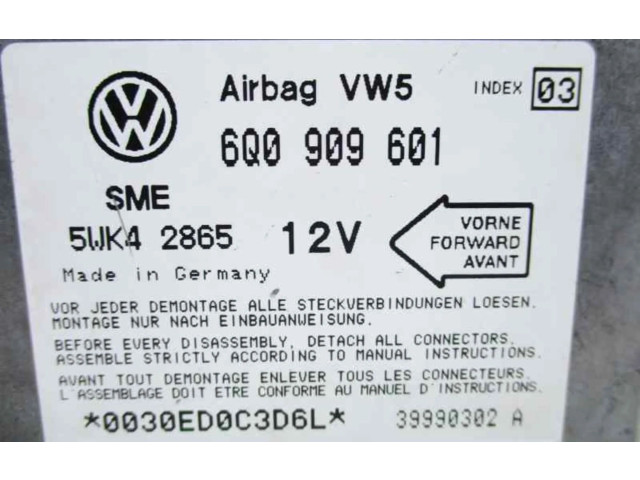 Airbag VW5 INDEX 03
6Q0 909 601
SME
5WK4 2865 12V
VORNE
FORWARD
AVANT
Made in Germany
VOR JEDER DEMONTAGE ALLE STECKVERBINDUNGEN LOESEN.
MONTAGE NUR NACH EINBAUANWEISUNG.
BEFORE EVERY DISASSEMBLY, DETACH ALL CONNECTORS.
ASSEMBLE STRICTLY ACCORDING TO MANUAL INSTRUCTIONS.
AVANT TOUT DEMONTAGE ENLEVER TOUS LES CONNECTEURS.
L'ASSEMBLAGE DOIT ETRE CONFORME AU MANUEL D'INSTRUCTIONS.
*0030ED0C3D6L* 39990302 A